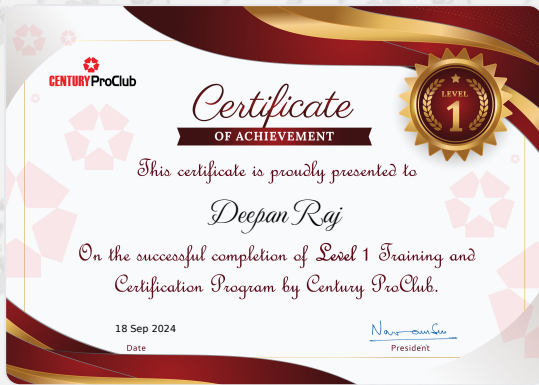 CENTURY ProClub
LEVEL
1
Certificate
OF ACHIEVEMENT
This certificate is proudly presented to
Deepan Raj
On the successful completion of Level 1 Training and
Certification Program by Century ProClub.
18 Sep 2024
Date
President